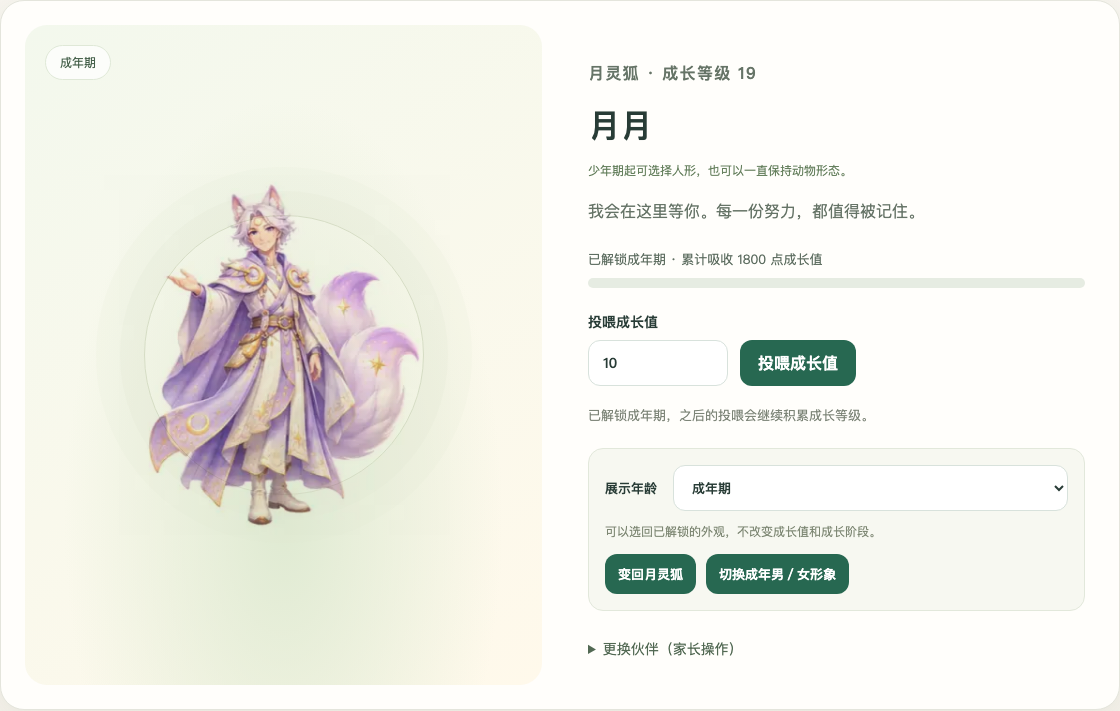 成年期
月灵狐 · 成长等级 19
月月
少年期起可选择人形，也可以一直保持动物形态。
我会在这里等你。每一份努力，都值得被记住。
已解锁成年期 · 累计吸收 1800 点成长值
投喂成长值
10
投喂成长值
已解锁成年期，之后的投喂会继续积累成长等级。
展示年龄
成年期
可以选回已解锁的外观，不改变成长值和成长阶段。
变回月灵狐
切换成年男 / 女形象
更换伙伴（家长操作）